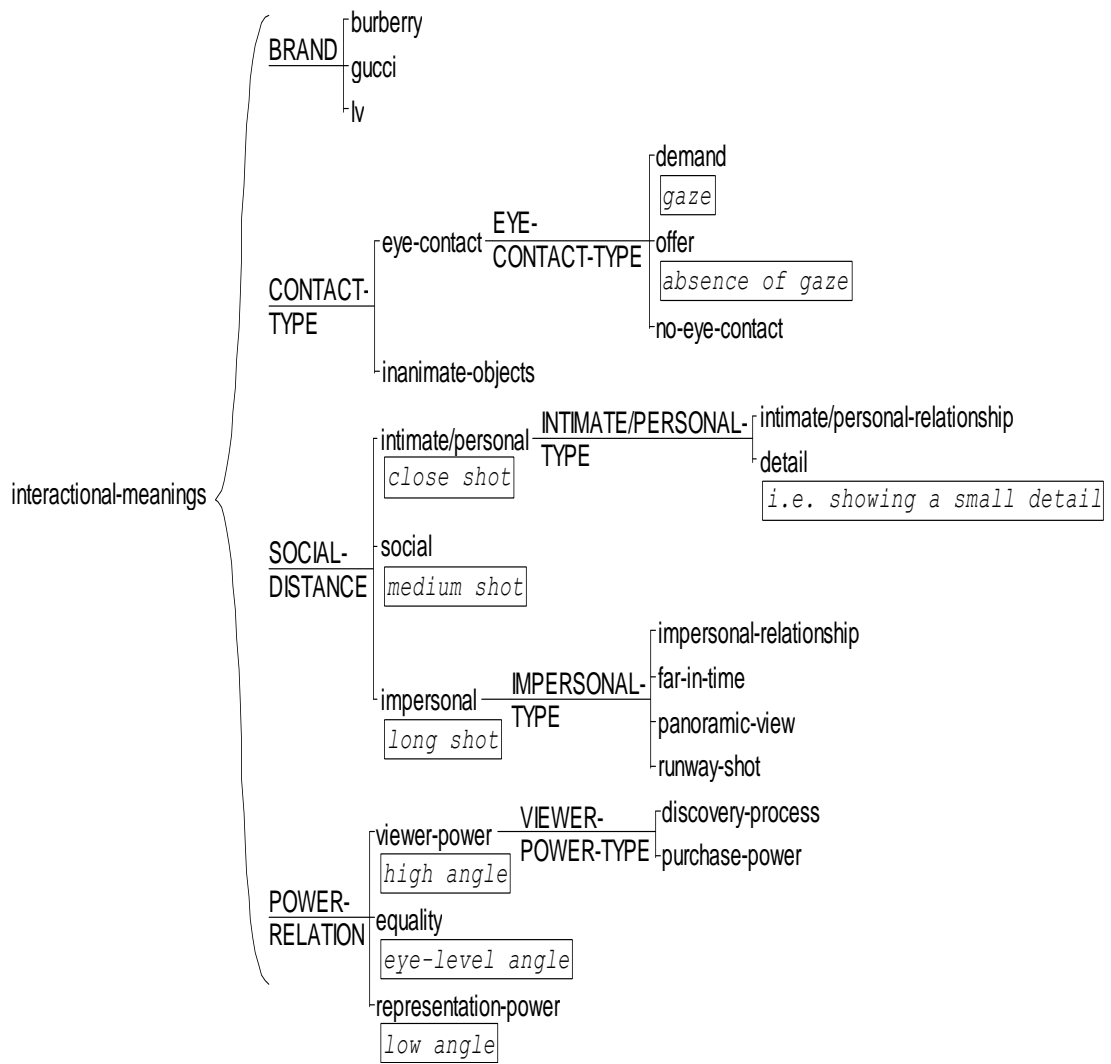 burberry
BRAND
gucci
lv
demand
gaze
EYE-
CONTACT-TYPE
eye-contact
offer
absence of gaze
CONTACT-
TYPE
no-eye-contact
inanimate-objects
intimate/personal
close shot
INTIMATE/PERSONAL-
TYPE
intimate/personal-relationship
detail
i.e. showing a small detail
interactional-meanings
SOCIAL-
DISTANCE
social
medium shot
impersonal
long shot
IMPERSONAL-
TYPE
impersonal-relationship
far-in-time
panoramic-view
runway-shot
viewer-power
high angle
VIEWER-
POWER-TYPE
discovery-process
purchase-power
POWER-
RELATION
equality
eye-level angle
representation-power
low angle